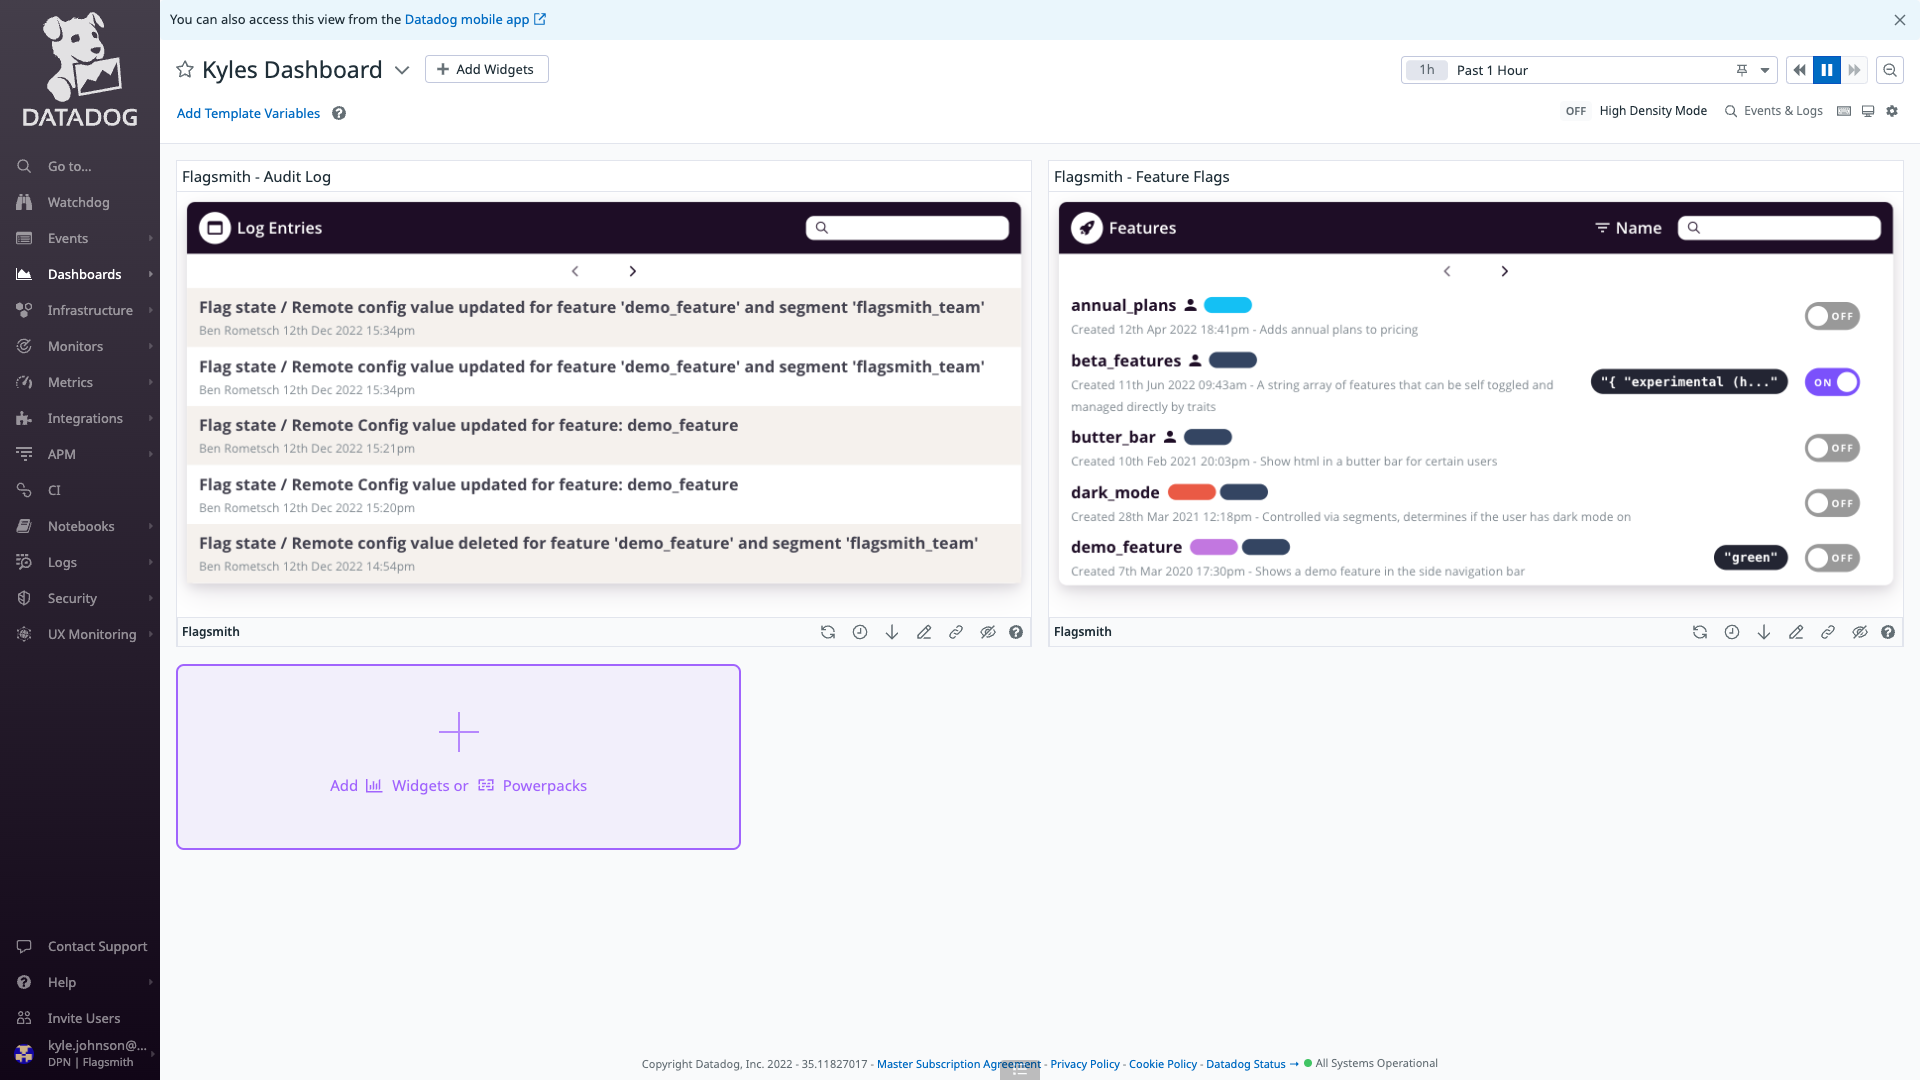 You can also access this view from the Datadog mobile app
DATADOG
Go to...
Watchdog
Events
Dashboards
Infrastructure
Monitors
Metrics
Integrations
APM
CI
Notebooks
Logs
Security
UX Monitoring
Contact Support
Help
Invite Users
kyle.johnson@...
DPN | Flagsmith
Kyles Dashboard
Add Widgets
1h Past 1 Hour
Add Template Variables
OFF High Density Mode Events & Logs
Flagsmith - Audit Log
Log Entries
Flag state / Remote config value updated for feature 'demo_feature' and segment 'flagsmith_team'
Ben Rometsch 12th Dec 2022 15:34pm
Flag state / Remote config value updated for feature 'demo_feature' and segment 'flagsmith_team'
Ben Rometsch 12th Dec 2022 15:34pm
Flag state / Remote Config value updated for feature: demo_feature
Ben Rometsch 12th Dec 2022 15:21pm
Flag state / Remote Config value updated for feature: demo_feature
Ben Rometsch 12th Dec 2022 15:20pm
Flag state / Remote config value deleted for feature 'demo_feature' and segment 'flagsmith_team'
Ben Rometsch 12th Dec 2022 14:54pm
Flagsmith
Flagsmith - Feature Flags
Features
Name
annual_plans
Created 12th Apr 2022 18:41pm - Adds annual plans to pricing
OFF
beta_features
Created 11th Jun 2022 09:43am - A string array of features that can be self toggled and
managed directly by traits
"{ "experimental (h..."
ON
butter_bar
Created 10th Feb 2021 20:03pm - Show html in a butter bar for certain users
OFF
dark_mode
Created 28th Mar 2021 12:18pm - Controlled via segments, determines if the user has dark mode on
OFF
demo_feature
Created 7th Mar 2020 17:30pm - Shows a demo feature in the side navigation bar
"green"
OFF
Flagsmith
Add Widgets or Powerpacks
Copyright Datadog, Inc. 2022 - 35.11827017 - Master Subscription Agreement - Privacy Policy - Cookie Policy - Datadog Status → All Systems Operational